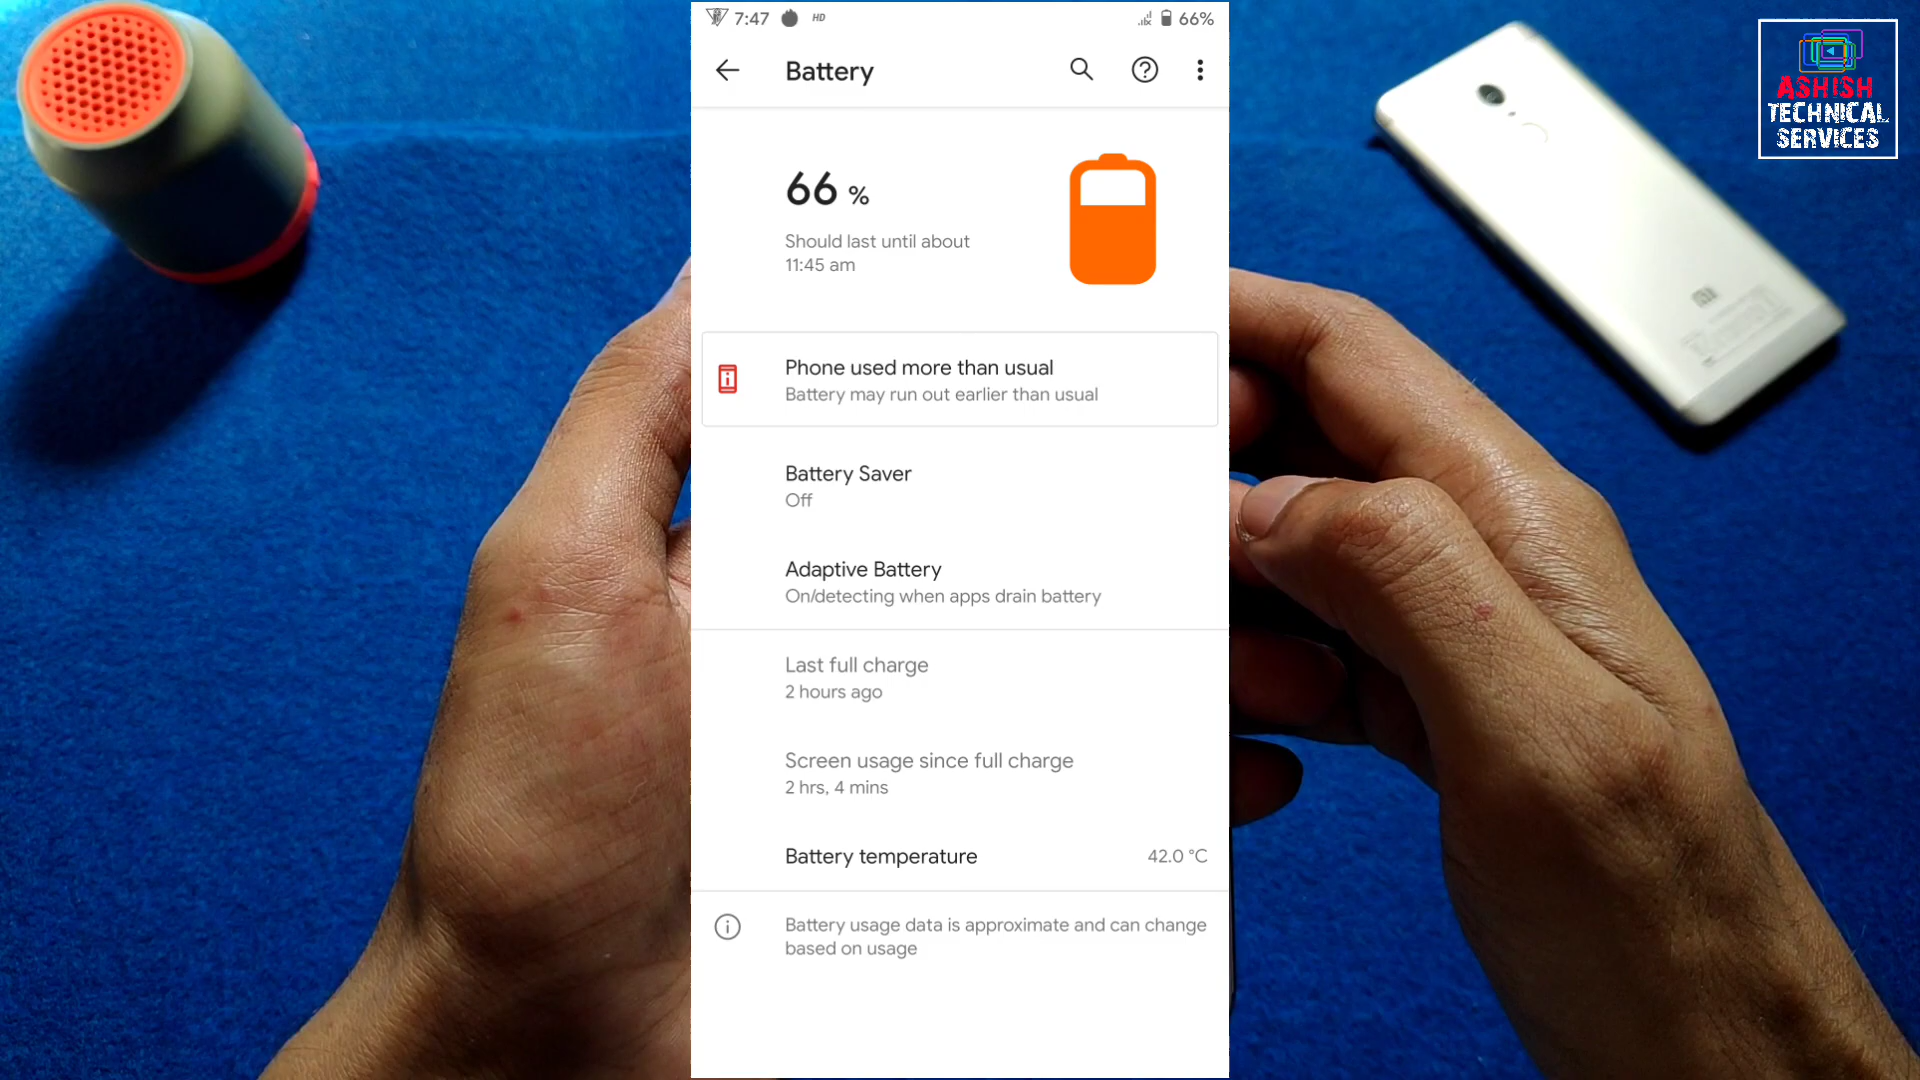 7:47 HD 66%
Battery
66 %
Should last until about
11:45 am
Phone used more than usual
Battery may run out earlier than usual
Battery Saver
Off
Adaptive Battery
On/detecting when apps drain battery
Last full charge
2 hours ago
Screen usage since full charge
2 hrs, 4 mins
Battery temperature 42.0 °C
Battery usage data is approximate and can change
based on usage
ASHISH
TECHNICAL
SERVICES